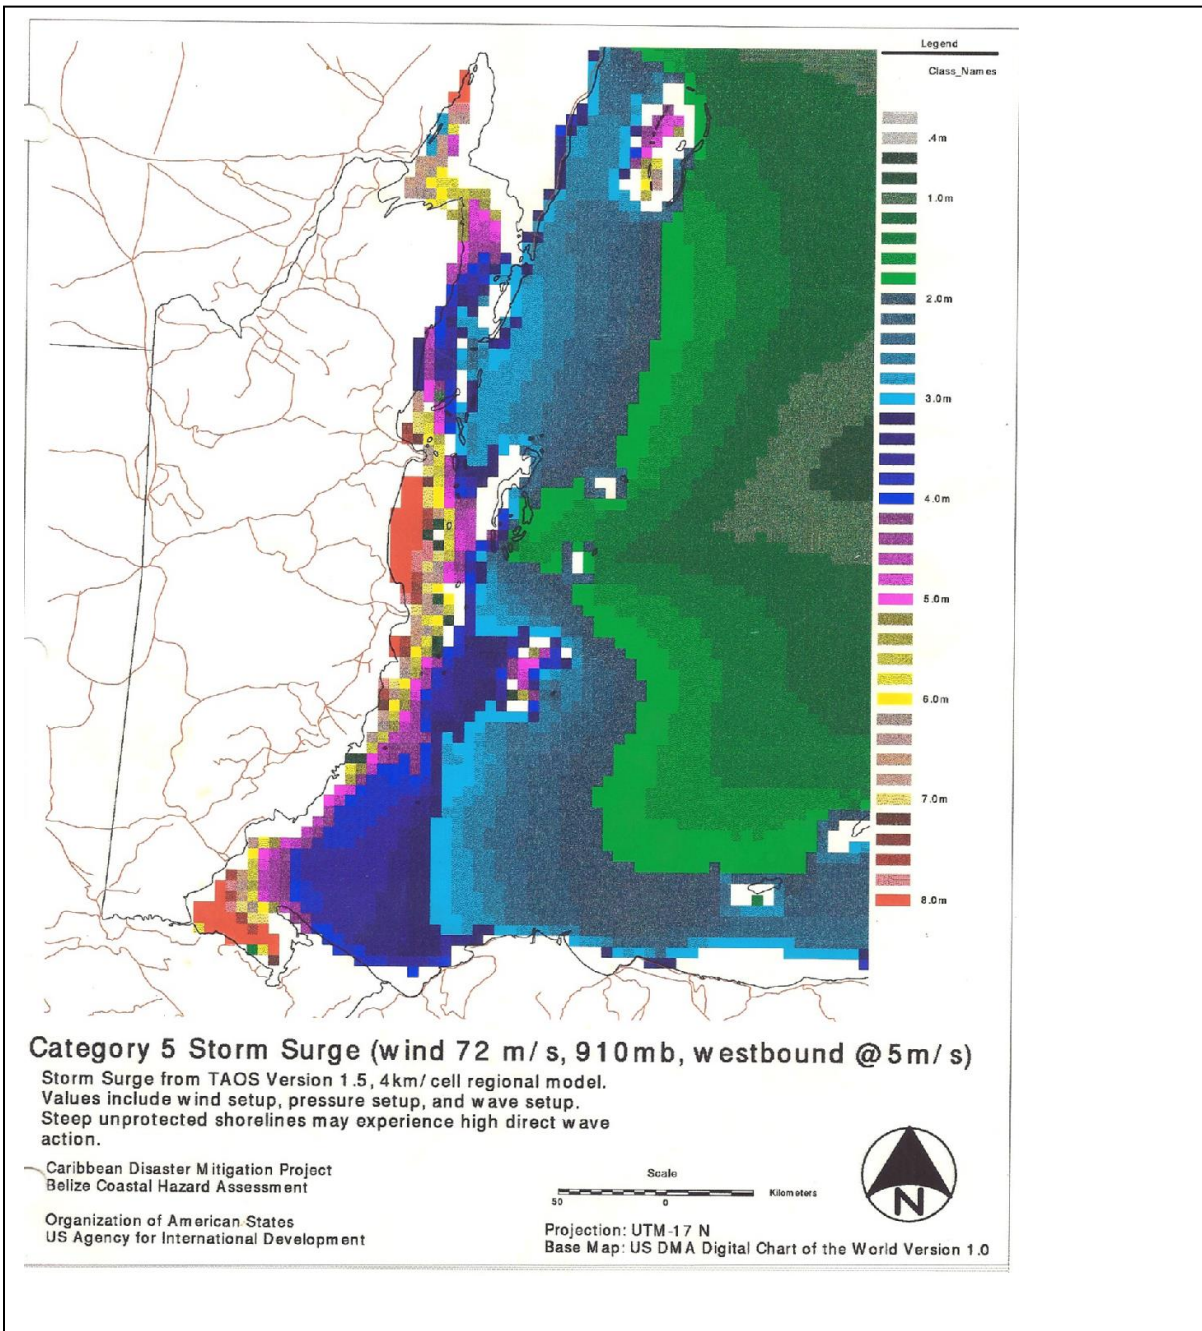 Legend
Class_Names
.4m
1.0m
2.0m
3.0m
4.0m
5.0m
6.0m
7.0m
8.0m
Category 5 Storm Surge (wind 72 m/s, 910mb, westbound @ 5m/s)
Storm Surge from TAOS Version 1.5, 4km/cell regional model.
Values include wind setup, pressure setup, and wave setup.
Steep unprotected shorelines may experience high direct wave
action.
Caribbean Disaster Mitigation Project
Belize Coastal Hazard Assessment
Organization of American States
US Agency for International Development
Scale
Kilometers
50 0
Projection: UTM-17 N
Base Map: US DMA Digital Chart of the World Version 1.0
N